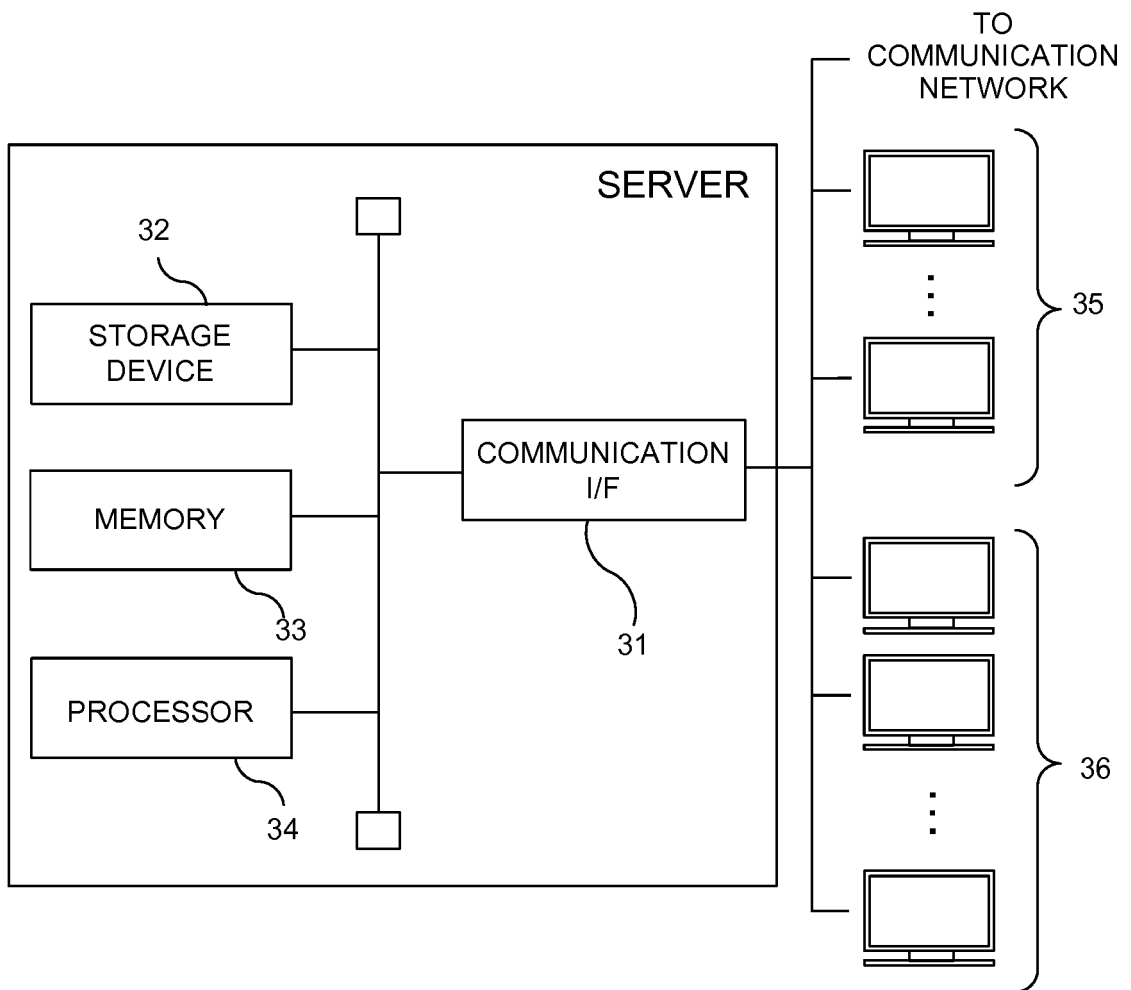 TO
COMMUNICATION
NETWORK
SERVER
32
STORAGE
DEVICE
35
COMMUNICATION
I/F
MEMORY
33
31
PROCESSOR
36
34